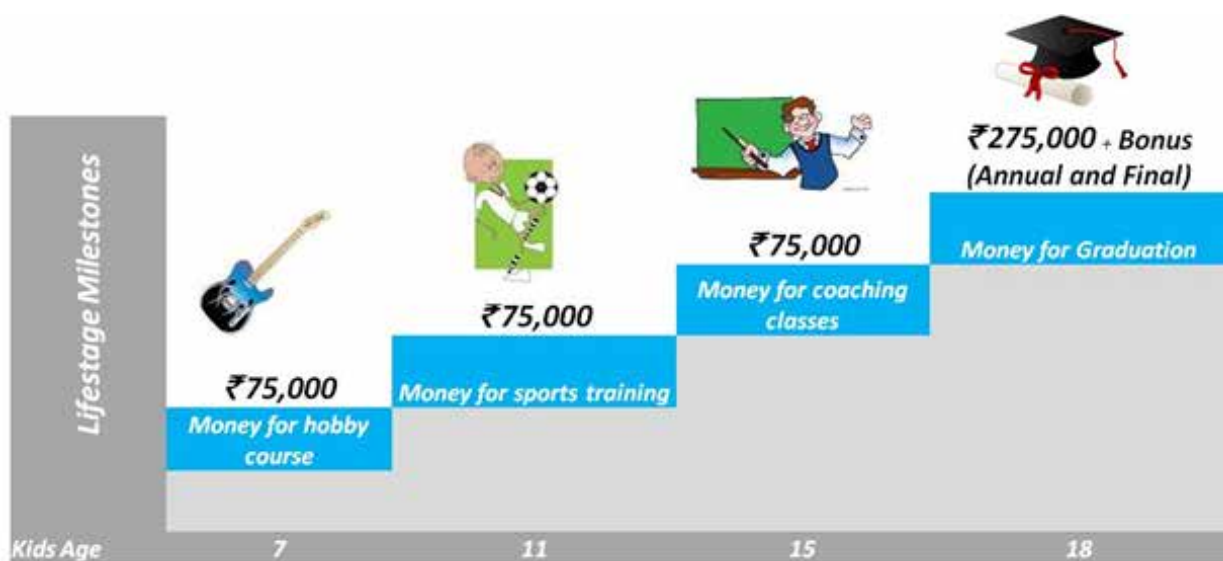 Lifestage Milestones
₹75,000
Money for hobby
course
₹75,000
Money for sports training
₹75,000
Money for coaching
classes
₹275,000 + Bonus
(Annual and Final)
Money for Graduation
Kids Age 7 11 15 18